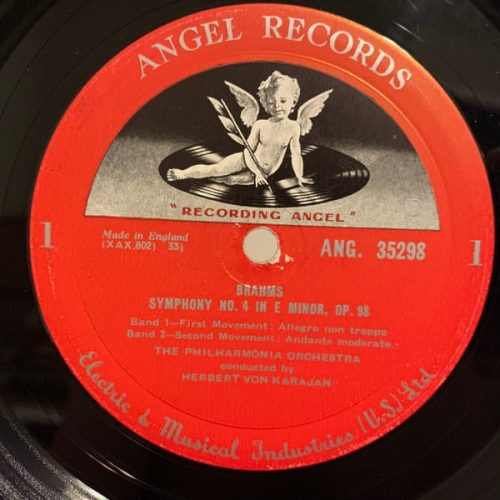 ANGEL RECORDS
"RECORDING ANGEL"
Made in England
(XAX.802) 33⅓
ANG. 35298
1
1
BRAHMS
SYMPHONY NO. 4 IN E MINOR, OP. 98
Band 1—First Movement: Allegro non troppo
Band 2—Second Movement: Andante moderato
THE PHILHARMONIA ORCHESTRA
conducted by
HERBERT VON KARAJAN
Electric & Musical Industries (U.S.) Ltd